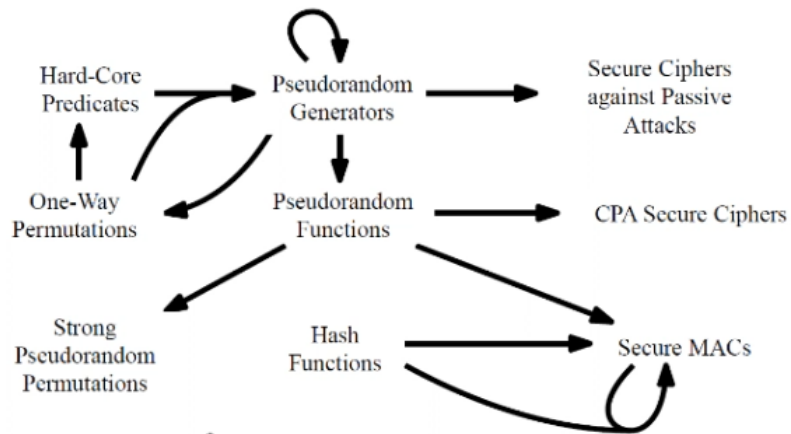 Hard-Core
Predicates
Pseudorandom
Generators
Secure Ciphers
against Passive
Attacks
One-Way
Permutations
Pseudorandom
Functions
CPA Secure Ciphers
Strong
Pseudorandom
Permutations
Hash
Functions
Secure MACs